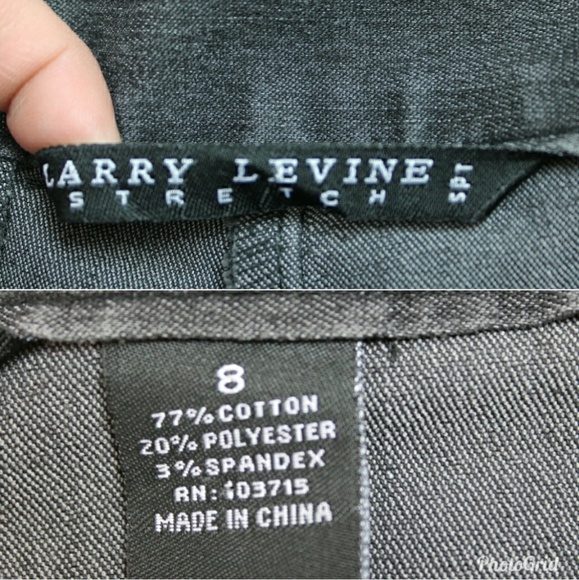 LARRY LEVINE
STRETCH
spt
8
77% COTTON
20% POLYESTER
3% SPANDEX
RN: 103715
MADE IN CHINA
PhotoGrid